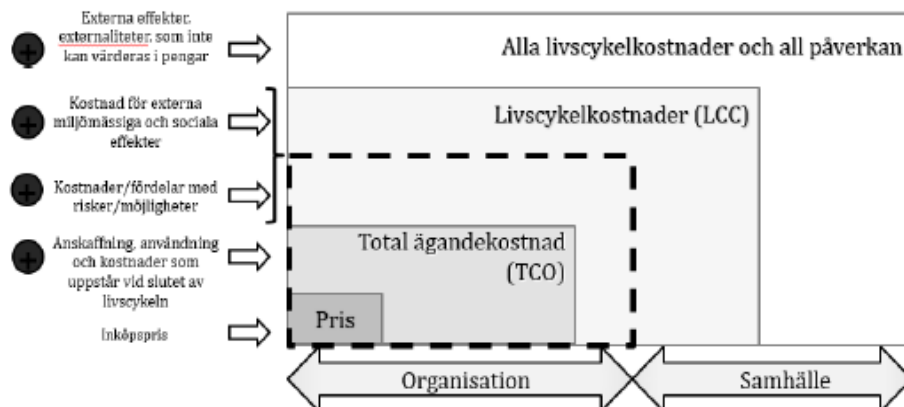 Externa effekter,
externaliteter, som inte
kan värderas i pengar
Alla livscykelkostnader och all påverkan
Kostnad för externa
miljömässiga och sociala
effekter
Livscykelkostnader (LCC)
Kostnader/fördelar med
risker/möjligheter
Anskaffning, användning
och kostnader som
uppstår vid slutet av
livscykeln
Total ägandekostnad
(TCO)
Pris
Inköpspris
Organisation
Samhälle